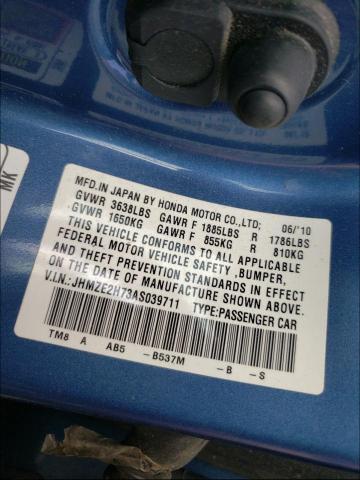 MFD. IN JAPAN BY HONDA MOTOR CO.,LTD; 06/'10
GVWR 3638LBS GAWR F 1885LBS R 1786LBS
GVWR 1650KG GAWR F 855KG R 810KG
THIS VEHICLE CONFORMS TO ALL APPLICABLE
FEDERAL MOTOR VEHICLE SAFETY ,BUMPER,
AND THEFT PREVENTION STANDARDS IN EFFECT
ON THE DATE OF MANUFACTURE SHOWN ABOVE.
V.I.N.: JHMZE2H73AS039711 TYPE:PASSENGER CAR
TM8 A AB5 -B537M -B -S
MK